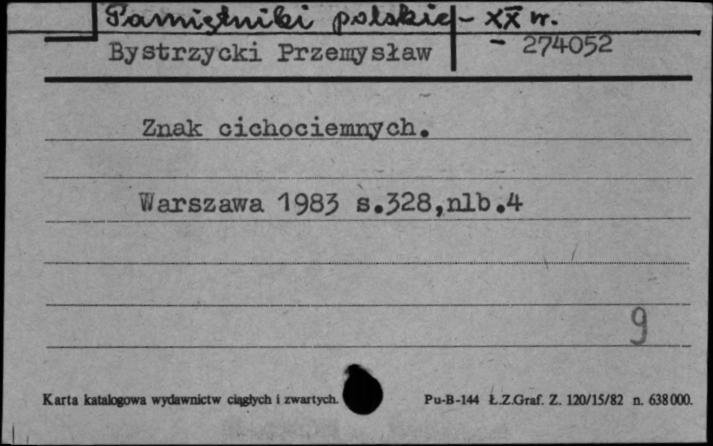 Pamiętniki polskie - XX w.
Bystrzycki Przemysław - 274052
Znak cichociemnych.
Warszawa 1983 s.328,nlb.4
9
Karta katalogowa wydawnictw ciągłych i zwartych. Pu-B-144 Ł.Z.Graf. Z. 120/15/82 n. 638000.